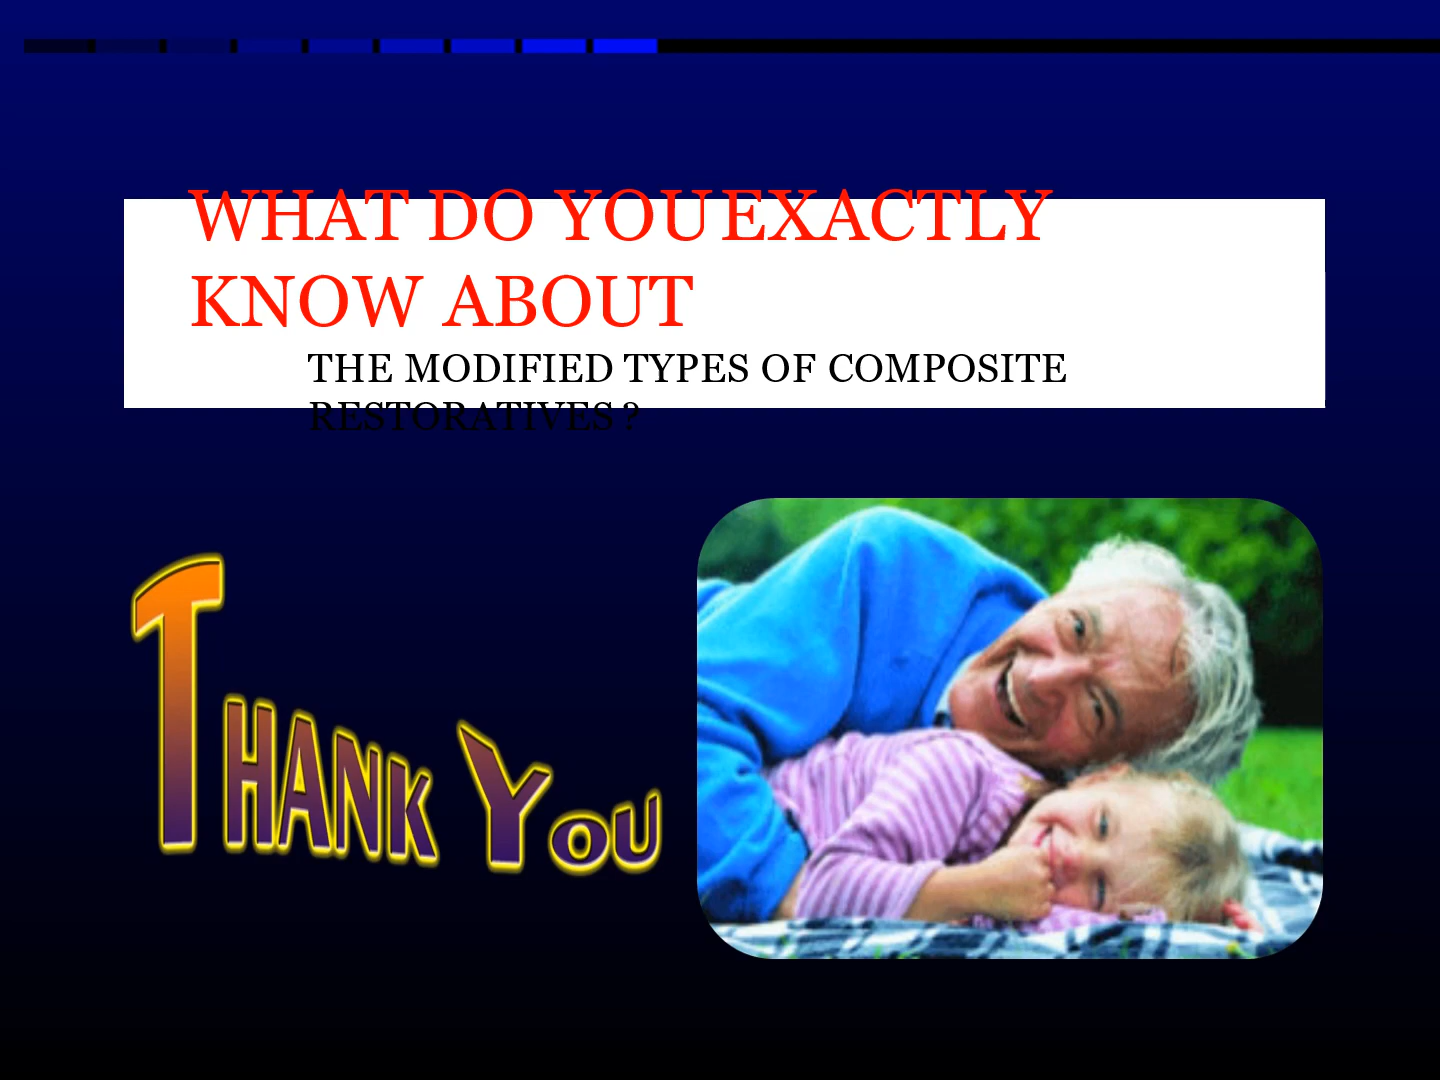 WHAT DO YOU EXACTLY
KNOW ABOUT
THE MODIFIED TYPES OF COMPOSITE
RESTORATIVES ?
THANK YOU